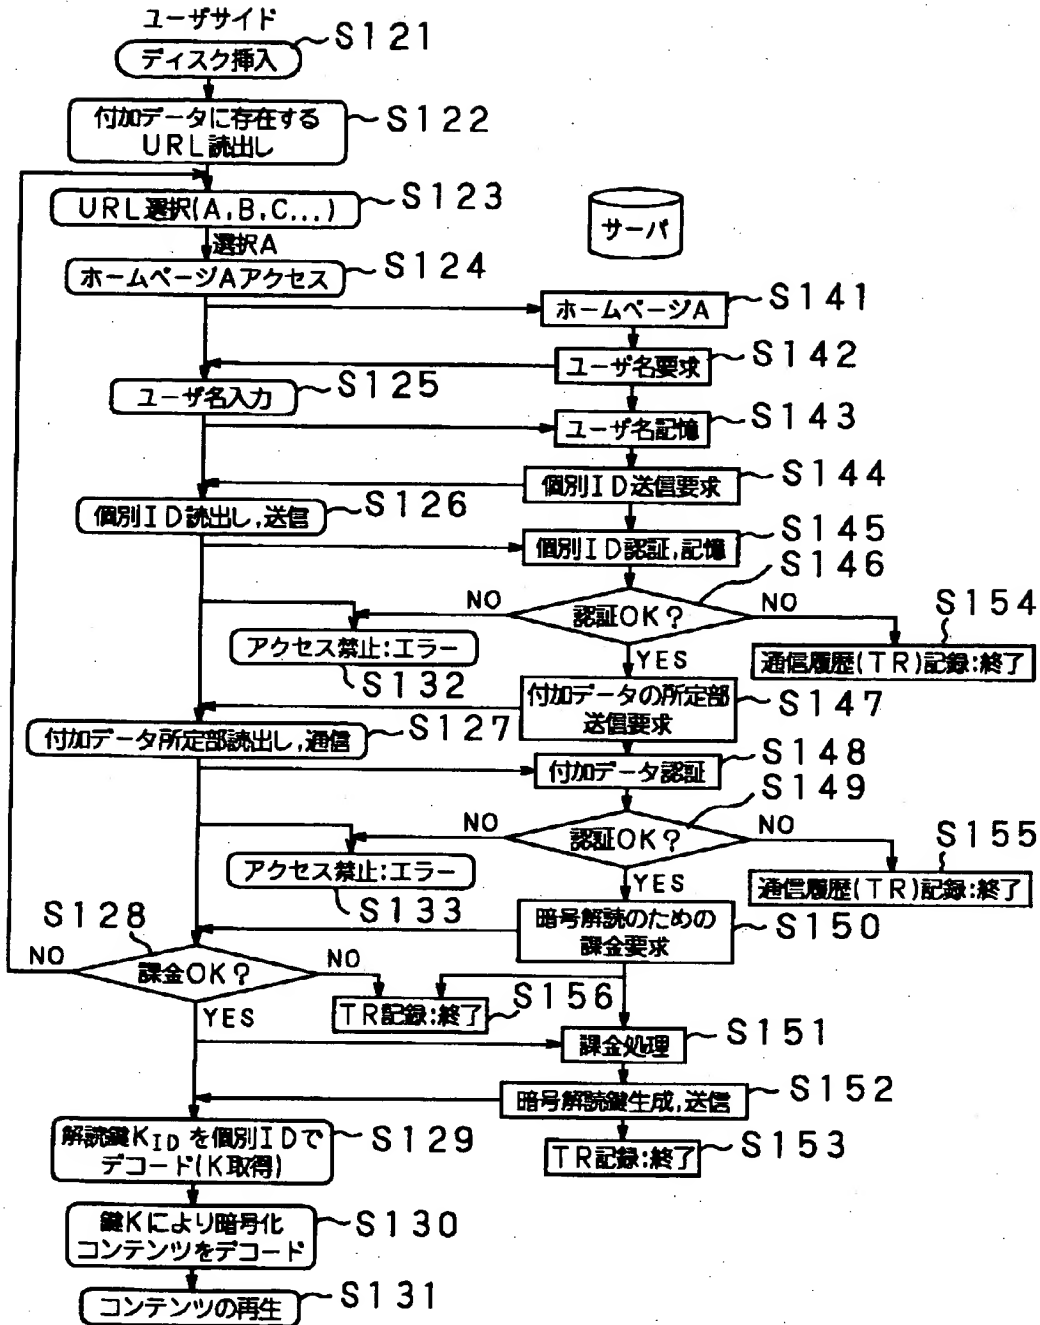 ユーザサイド
ディスク挿入
S121
付加データに存在する
URL読出し
S122
URL選択(A,B,C...)
S123
サーバ
選択A
ホームページAアクセス
S124
ホームページA
S141
ユーザ名要求
S142
ユーザ名入力
S125
ユーザ名記憶
S143
個別ID送信要求
S144
個別ID読出し,送信
S126
個別ID認証,記憶
S145
S146
NO
認証OK?
NO
S154
アクセス禁止:エラー
S132
YES
通信履歴(TR)記録:終了
付加データの所定部
送信要求
S147
付加データ所定部読出し,通信
S127
付加データ認証
S148
S149
NO
認証OK?
NO
S155
アクセス禁止:エラー
S133
YES
通信履歴(TR)記録:終了
S128
暗号解読のための
課金要求
S150
NO
課金OK?
NO
S156
TR記録:終了
YES
課金処理
S151
暗号解読鍵生成,送信
S152
解読鍵KIDを個別IDで
デコード(K取得)
S129
TR記録:終了
S153
鍵Kにより暗号化
コンテンツをデコード
S130
コンテンツの再生
S131